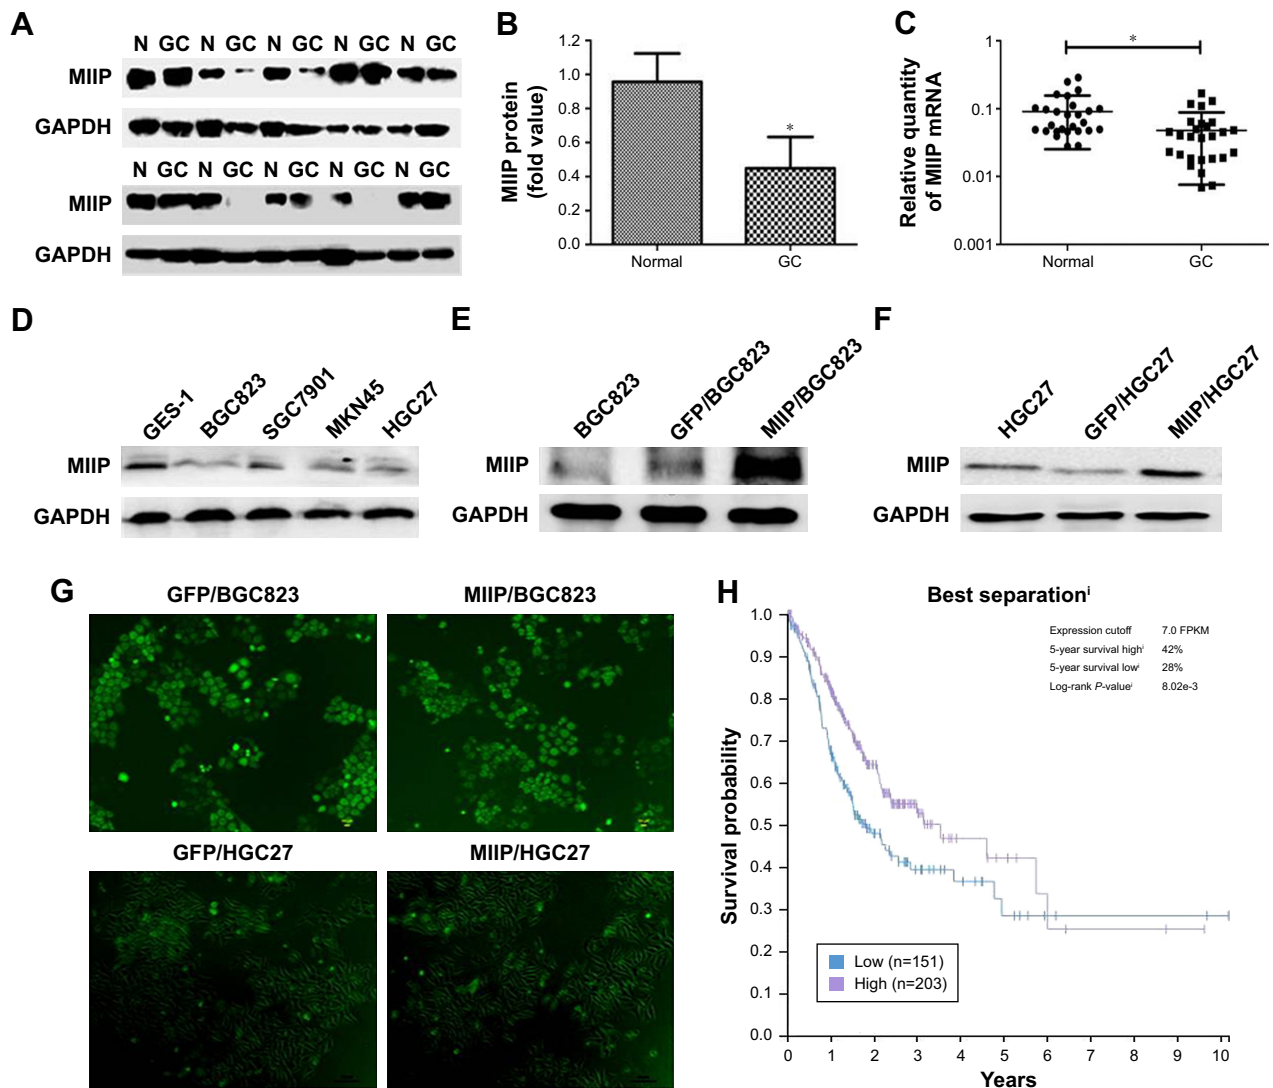 A
N GC N GC N GC N GC N GC
MIIP
GAPDH
N GC N GC N GC N GC N GC
MIIP
GAPDH
B
MIIP protein
(fold value)
1.2
1.0
0.8
0.6
0.4
0.2
0.0
*
Normal
GC
C
Relative quantity
of MIIP mRNA
1
0.1
0.01
0.001
*
Normal
GC
D
GES-1
BGC823
SGC7901
MKN45
HGC27
MIIP
GAPDH
E
BGC823
GFP/BGC823
MIIP/BGC823
MIIP
GAPDH
F
HGC27
GFP/HGC27
MIIP/HGC27
MIIP
GAPDH
G
GFP/BGC823
MIIP/BGC823
GFP/HGC27
MIIP/HGC27
H
Best separationⁱ
Expression cutoff 7.0 FPKM
5-year survival highⁱ 42%
5-year survival lowⁱ 28%
Log-rank P-valueⁱ 8.02e-3
Survival probability
1.0
0.9
0.8
0.7
0.6
0.5
0.4
0.3
0.2
0.1
0.0
Low (n=151)
High (n=203)
0 1 2 3 4 5 6 7 8 9 10
Years